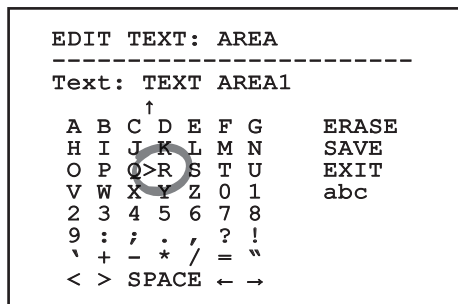 EDIT TEXT: AREA
------------------------
Text: TEXT AREA1
↑
A B C D E F G ERASE
H I J K L M N SAVE
O P Q>R S T U EXIT
V W X Y Z 0 1 abc
2 3 4 5 6 7 8
9 : ; . , ? !
‘ + – * / = “
< > SPACE ← →